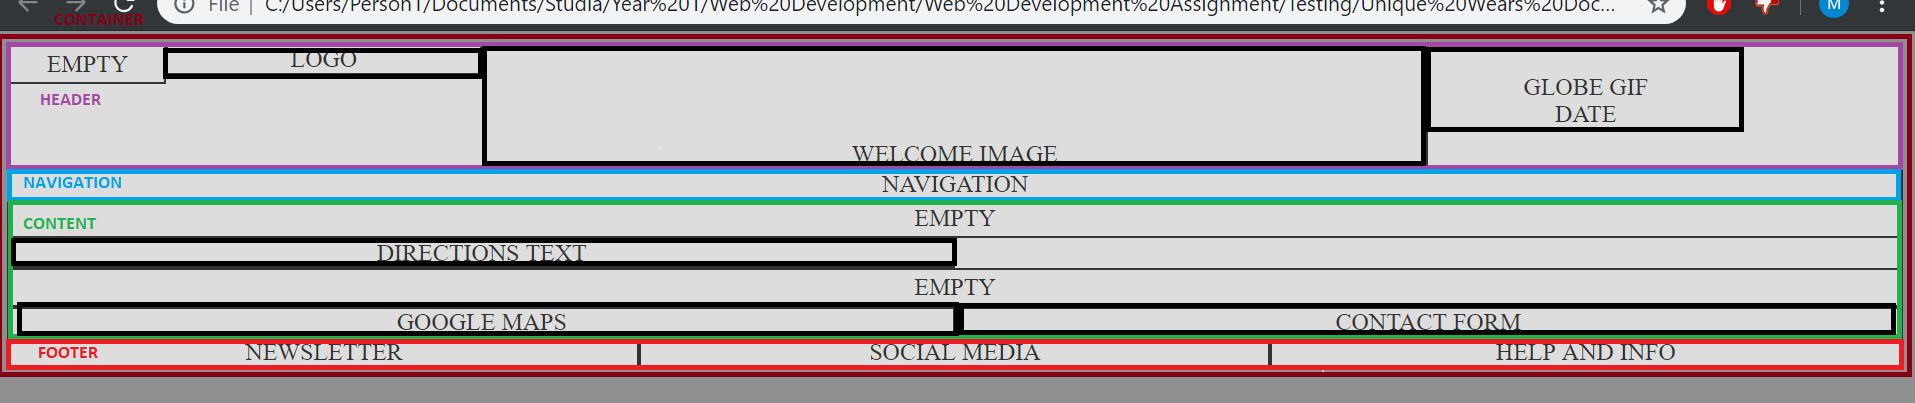 File C:/Users/Person1/Documents/Studia/Year%201/Web%20Development/Web%20Development%20Assignment/Testing/Unique%20Wears%20Doc... M
CONTAINER
EMPTY
LOGO
HEADER
GLOBE GIF
DATE
WELCOME IMAGE
NAVIGATION
NAVIGATION
CONTENT
EMPTY
DIRECTIONS TEXT
EMPTY
GOOGLE MAPS
CONTACT FORM
FOOTER
NEWSLETTER
SOCIAL MEDIA
HELP AND INFO